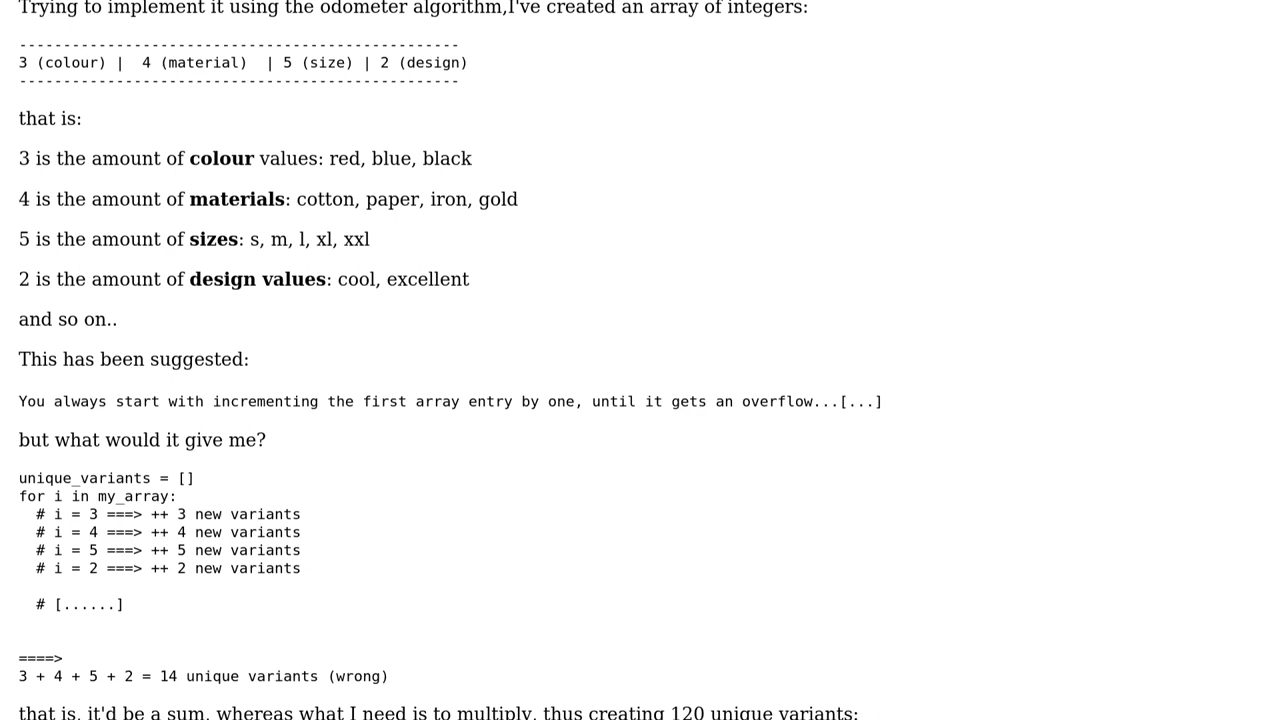 Trying to implement it using the odometer algorithm,I've created an array of integers:
--------------------------------------------------
3 (colour) |  4 (material)  | 5 (size) | 2 (design)
--------------------------------------------------
that is:
3 is the amount of colour values: red, blue, black
4 is the amount of materials: cotton, paper, iron, gold
5 is the amount of sizes: s, m, l, xl, xxl
2 is the amount of design values: cool, excellent
and so on..
This has been suggested:
You always start with incrementing the first array entry by one, until it gets an overflow...[...]
but what would it give me?
unique_variants = []
for i in my_array:
  # i = 3 ===> ++ 3 new variants
  # i = 4 ===> ++ 4 new variants
  # i = 5 ===> ++ 5 new variants
  # i = 2 ===> ++ 2 new variants
  # [......]
====>
3 + 4 + 5 + 2 = 14 unique variants (wrong)
that is, it'd be a sum, whereas what I need is to multiply, thus creating 120 unique variants: